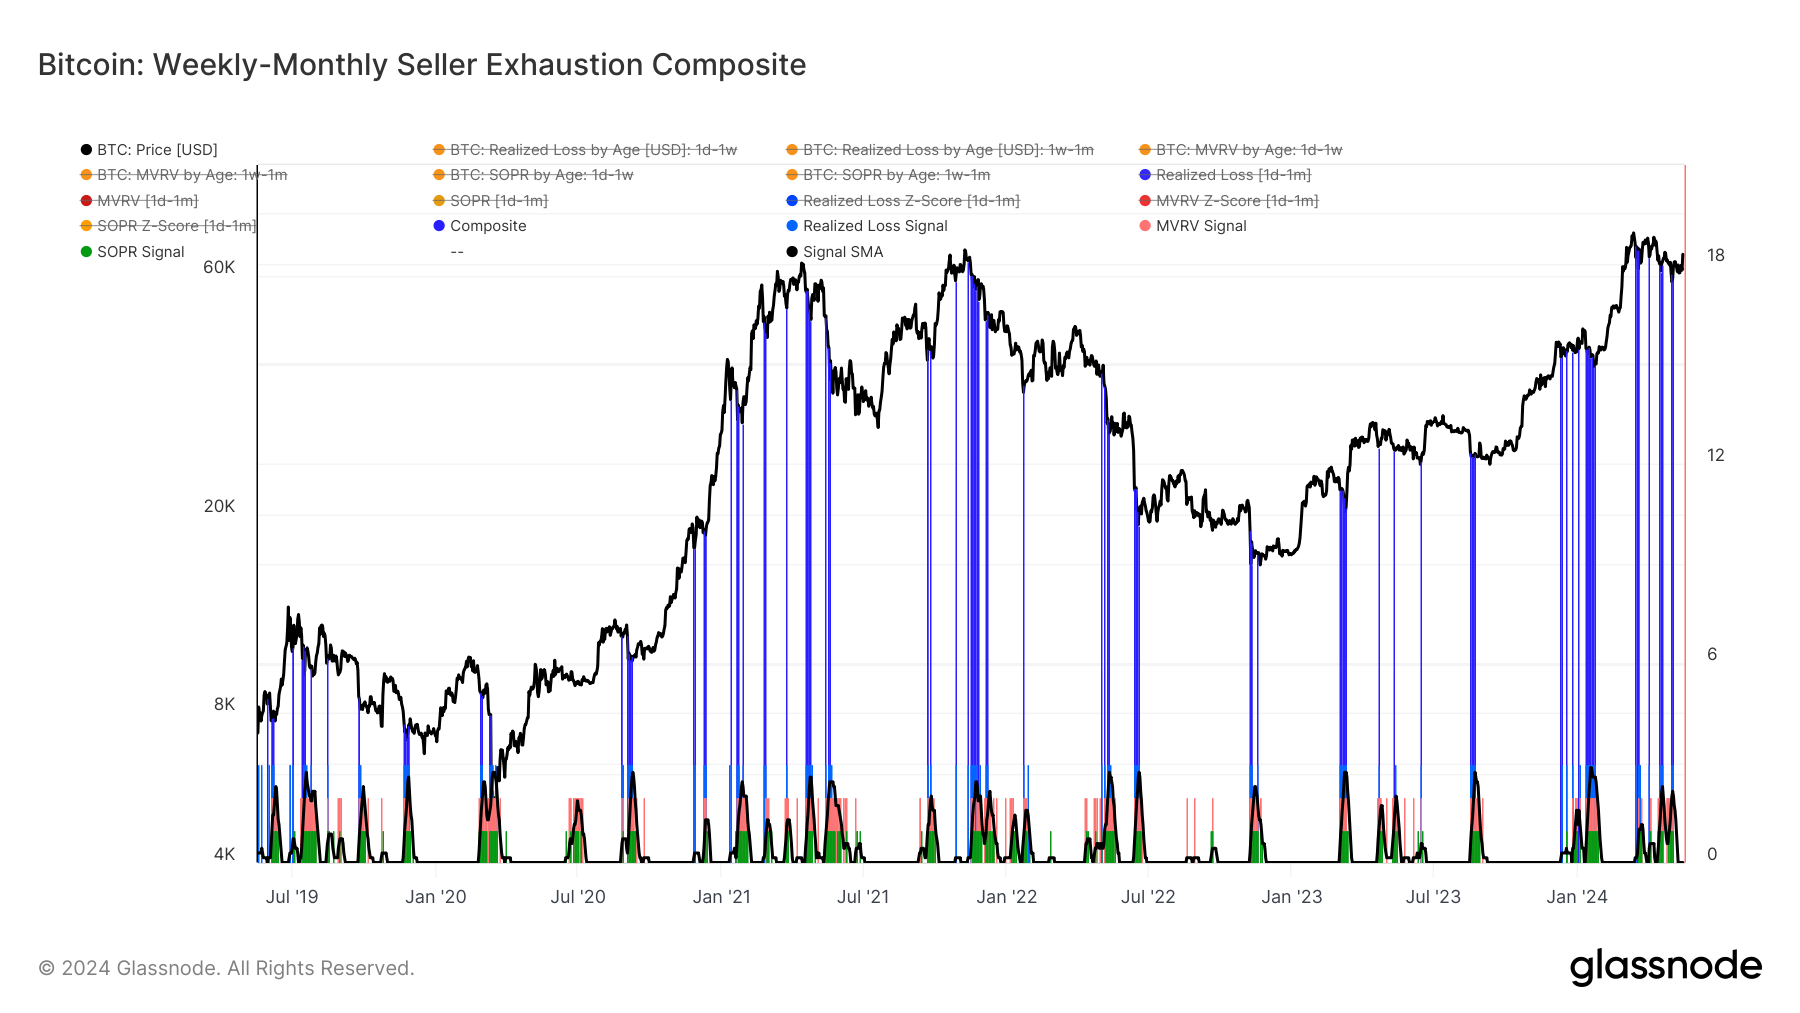 Bitcoin: Weekly-Monthly Seller Exhaustion Composite
BTC: Price [USD]
BTC: Realized Loss by Age [USD]: 1d-1w
BTC: Realized Loss by Age [USD]: 1w-1m
BTC: MVRV by Age: 1d-1w
BTC: MVRV by Age: 1w-1m
BTC: SOPR by Age: 1d-1w
BTC: SOPR by Age: 1w-1m
Realized Loss [1d-1m]
MVRV [1d-1m]
SOPR [1d-1m]
Realized Loss Z-Score [1d-1m]
MVRV Z-Score [1d-1m]
SOPR Z-Score [1d-1m]
Composite
Realized Loss Signal
MVRV Signal
SOPR Signal
--
Signal SMA
60K
20K
8K
4K
18
12
6
0
Jul '19
Jan '20
Jul '20
Jan '21
Jul '21
Jan '22
Jul '22
Jan '23
Jul '23
Jan '24
© 2024 Glassnode. All Rights Reserved.
glassnode